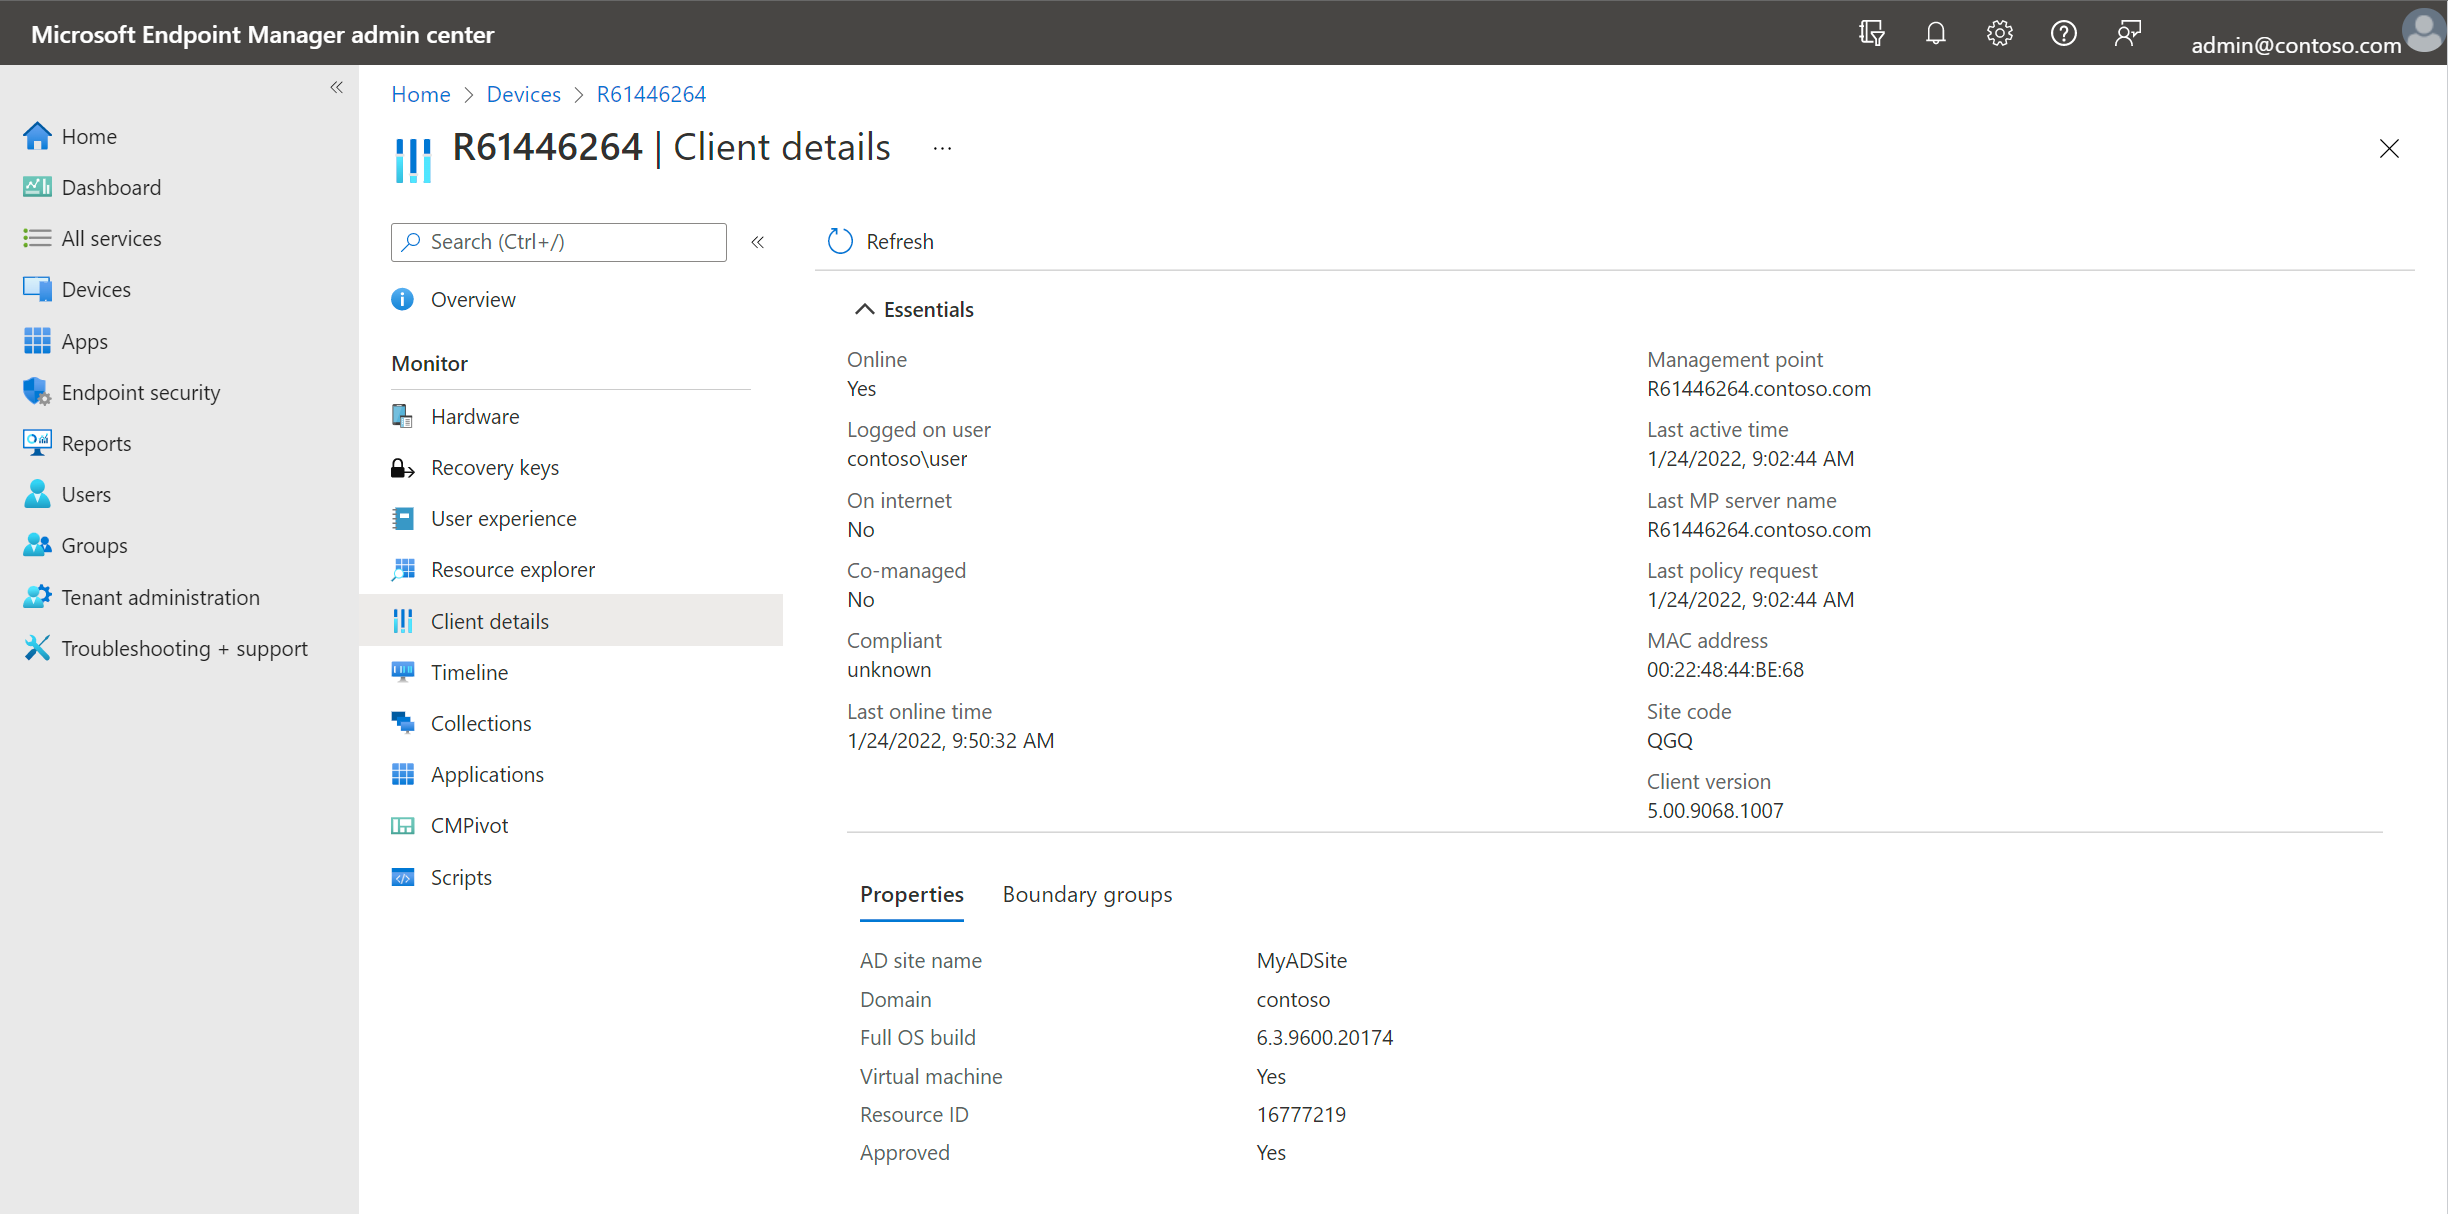 Microsoft Endpoint Manager admin center
admin@contoso.com
Home
Dashboard
All services
Devices
Apps
Endpoint security
Reports
Users
Groups
Tenant administration
Troubleshooting + support
Home > Devices > R61446264
R61446264 | Client details ...
Search (Ctrl+/)
Overview
Monitor
Hardware
Recovery keys
User experience
Resource explorer
Client details
Timeline
Collections
Applications
CMPivot
Scripts
Refresh
Essentials
Online
Yes
Logged on user
contoso\user
On internet
No
Co-managed
No
Compliant
unknown
Last online time
1/24/2022, 9:50:32 AM
Management point
R61446264.contoso.com
Last active time
1/24/2022, 9:02:44 AM
Last MP server name
R61446264.contoso.com
Last policy request
1/24/2022, 9:02:44 AM
MAC address
00:22:48:44:BE:68
Site code
QGQ
Client version
5.00.9068.1007
Properties Boundary groups
AD site name MyADSite
Domain contoso
Full OS build 6.3.9600.20174
Virtual machine Yes
Resource ID 16777219
Approved Yes